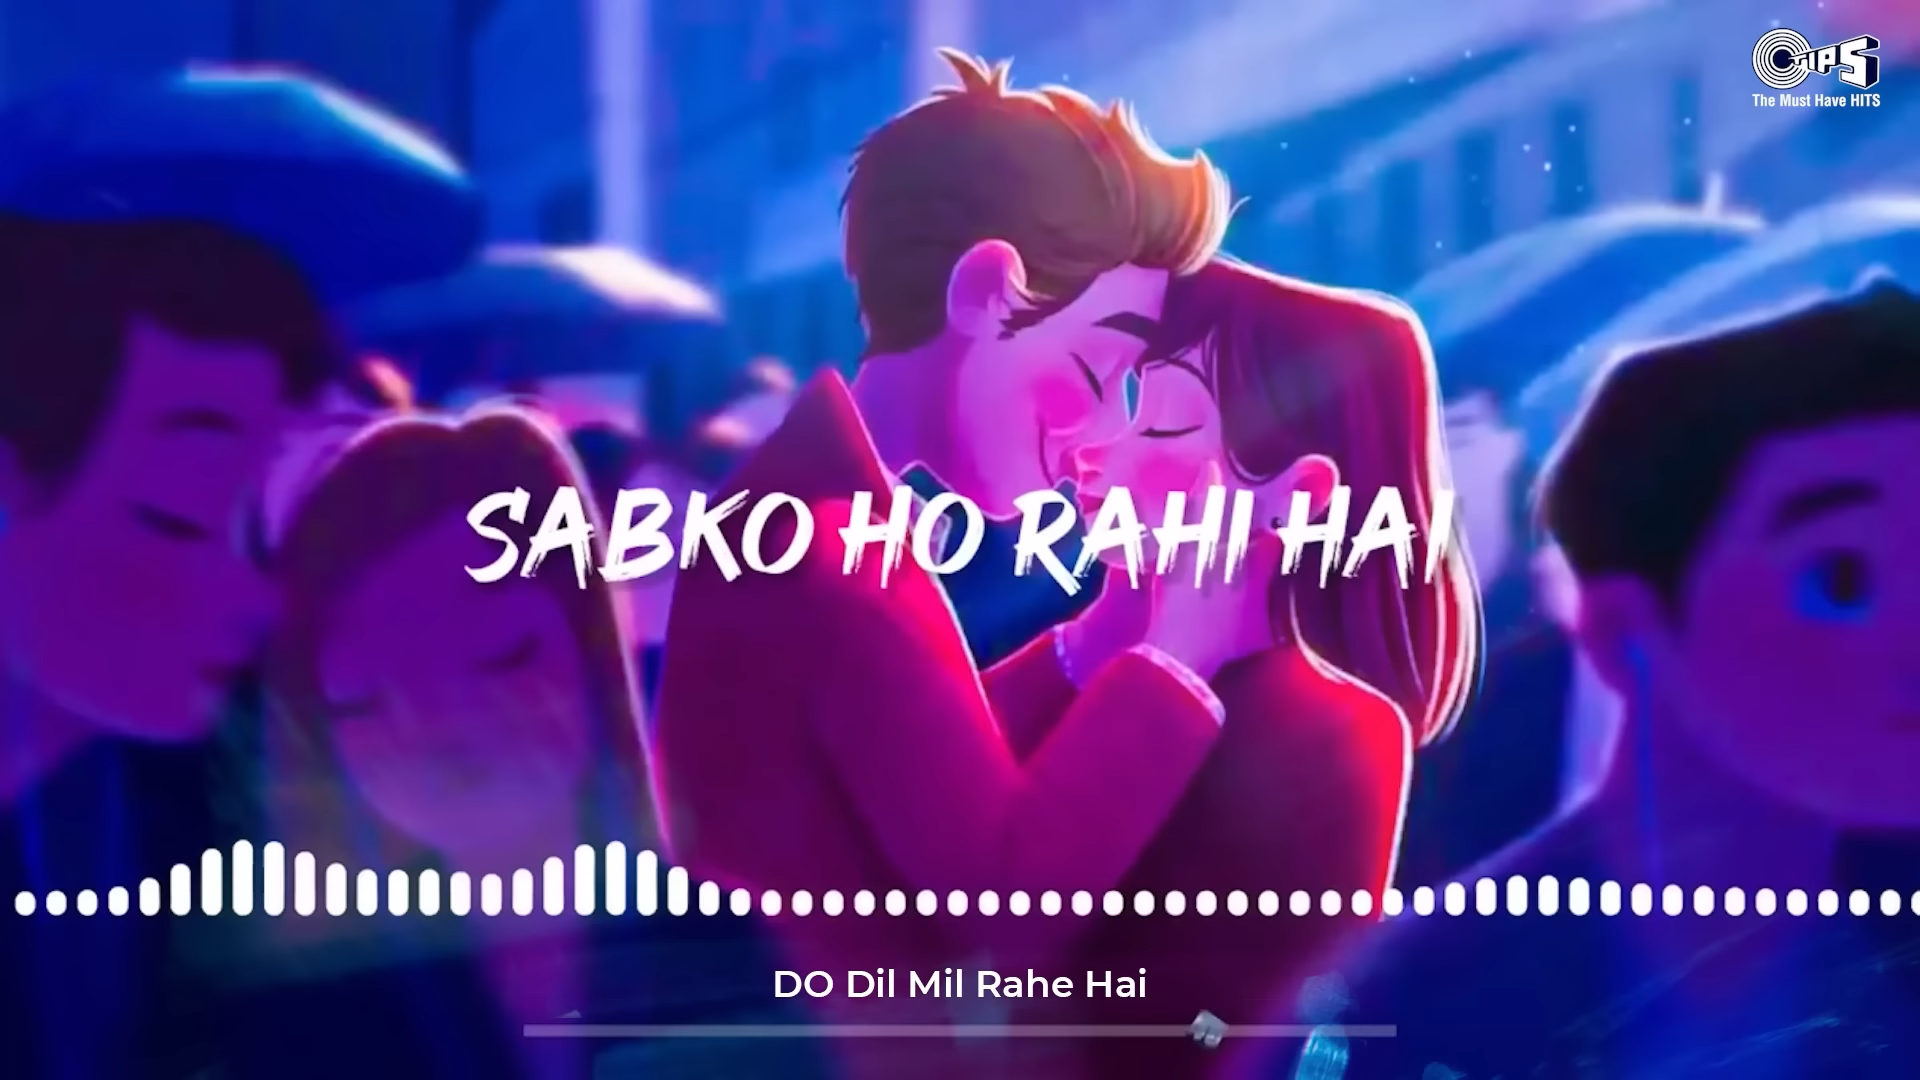 TIPS
The Must Have HITS
SABKO HO RAHI HAI
DO Dil Mil Rahe Hai